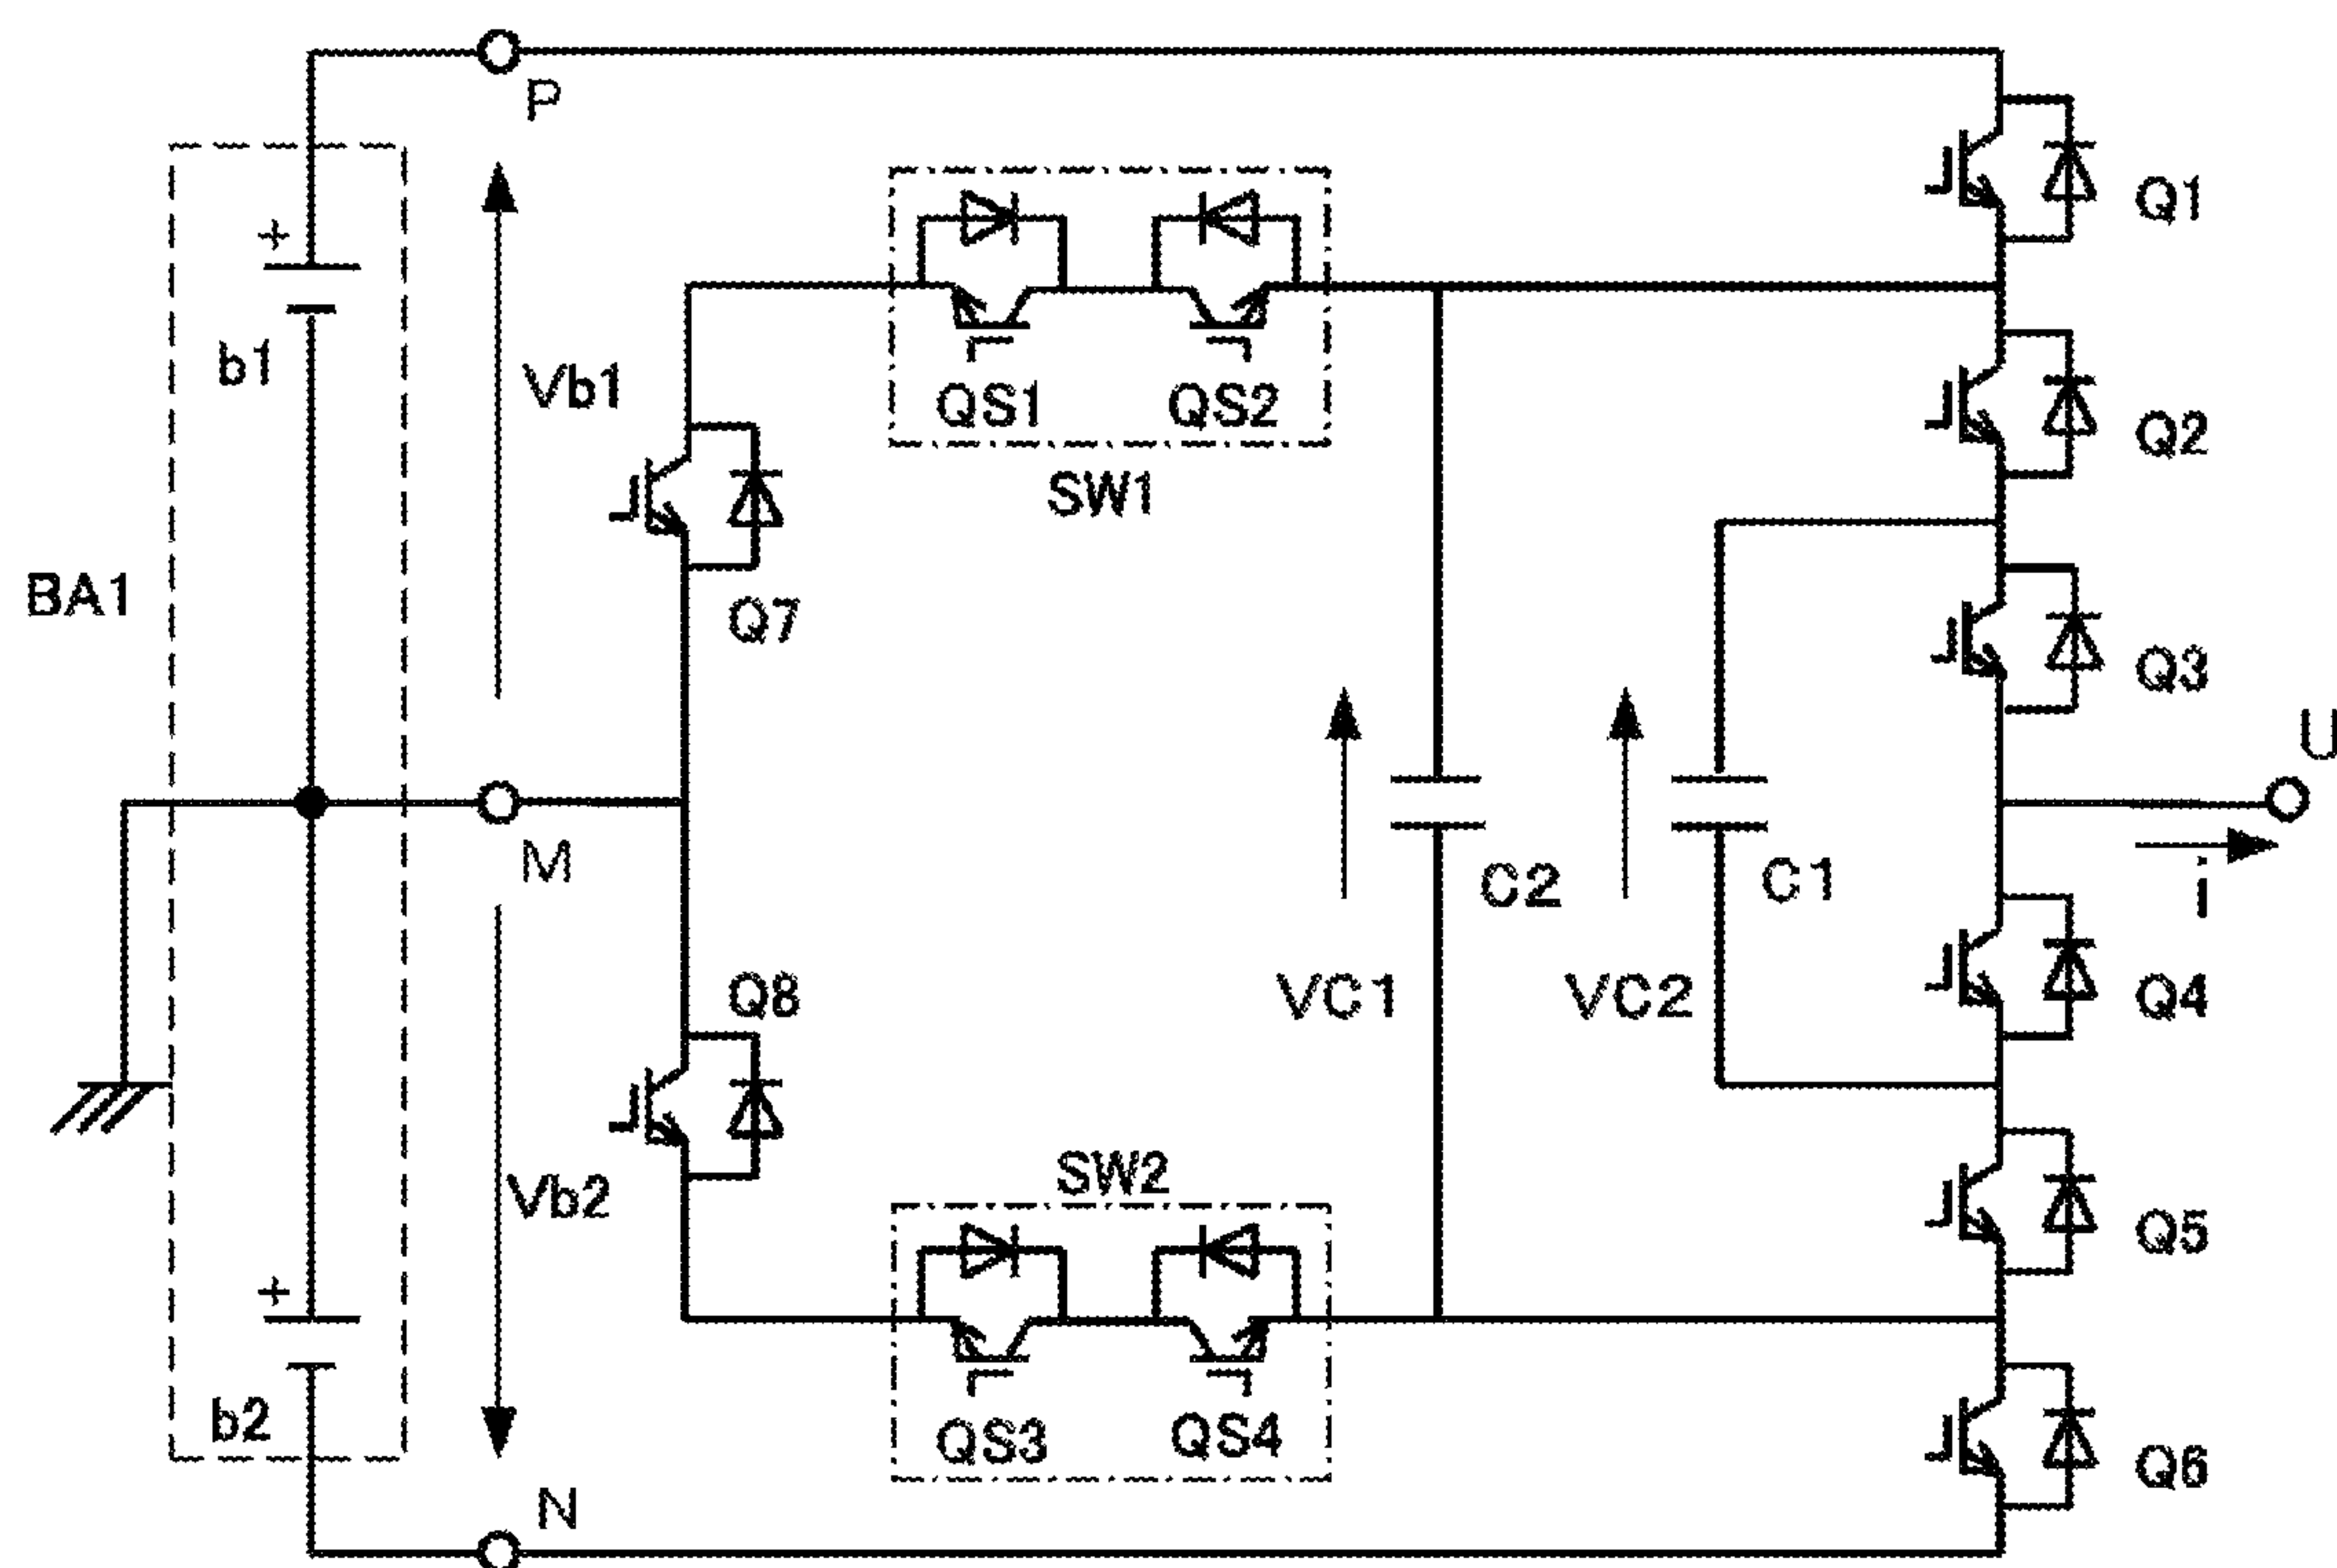 P
Q1
+
b1
Vb1
QS1
QS2
Q2
SW1
BA1
Q7
Q3
U
M
C2
C1
i
VC1
VC2
Q8
Q4
SW2
Vb2
Q5
+
b2
QS3
QS4
Q6
N